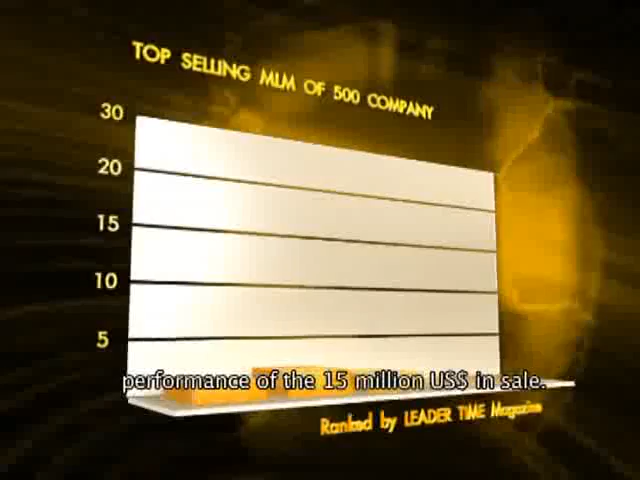 TOP SELLING MLM OF 500 COMPANY
30
20
15
10
5
performance of the 15 million US$ in sale.
Ranked by LEADER TIME Magazine